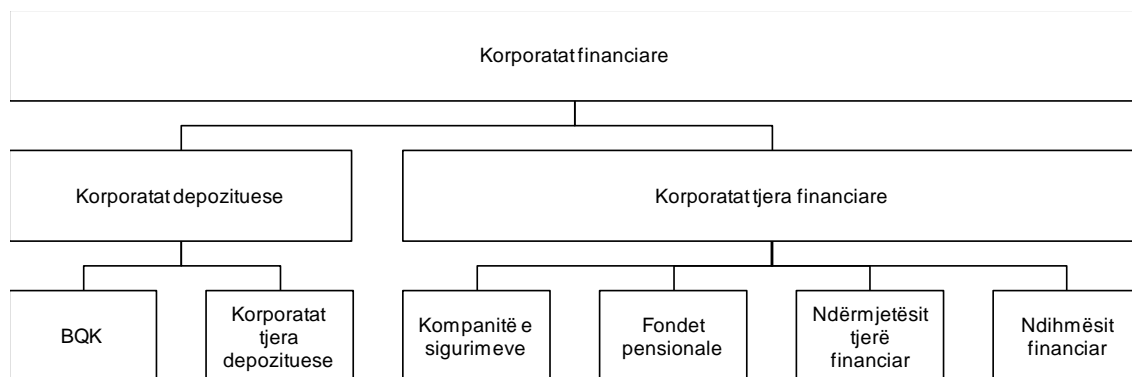 Korporatat financiare
Korporatat depozituese
Korporatat tjera financiare
BQK
Korporatat
tjera
depozituese
Kompanitë e
sigurimeve
Fondet
pensionale
Ndërmjetësit
tjerë
financiar
Ndihmësit
financiar